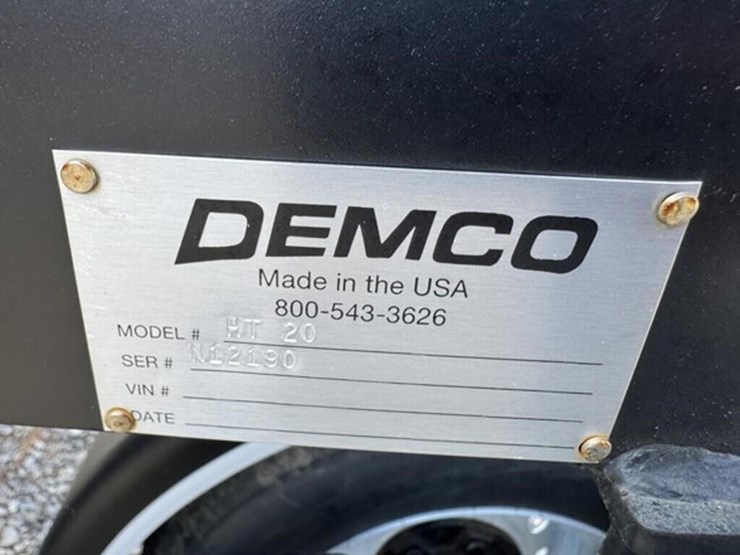 DEMCO
Made in the USA
800-543-3626
MODEL # HT 20
SER # N12190
VIN #
DATE